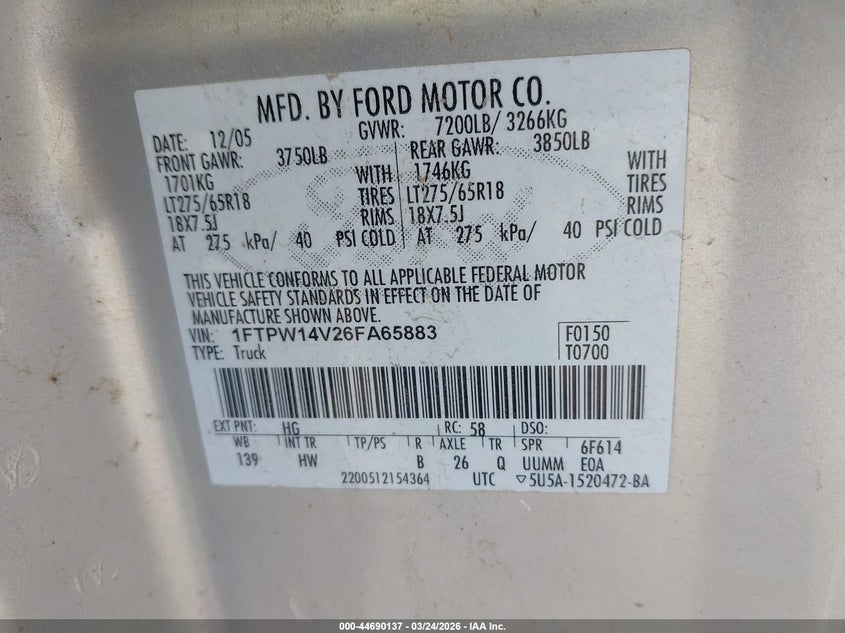 MFD. BY FORD MOTOR CO.
DATE: 12/05 GVWR: 7200LB/ 3266KG
FRONT GAWR: 3750LB REAR GAWR: 3850LB
1701KG WITH 1746KG WITH
LT275/65R18 TIRES LT275/65R18 TIRES
18X7.5J RIMS 18X7.5J RIMS
AT 275 kPa/ 40 PSI COLD AT 275 kPa/ 40 PSI COLD
THIS VEHICLE CONFORMS TO ALL APPLICABLE FEDERAL MOTOR
VEHICLE SAFETY STANDARDS IN EFFECT ON THE DATE OF
MANUFACTURE SHOWN ABOVE.
VIN: 1FTPW14V26FA65883 F0150
TYPE: Truck T0700
EXT PNT: HG RC: 58 DSO:
WB INT TR TP/PS R AXLE TR SPR 6F614
139 HW B 26 Q UUMM EOA
2200512154364 UTC ▽5U5A-1520472-BA
000-44690137 - 03/24/2026 - IAA Inc.